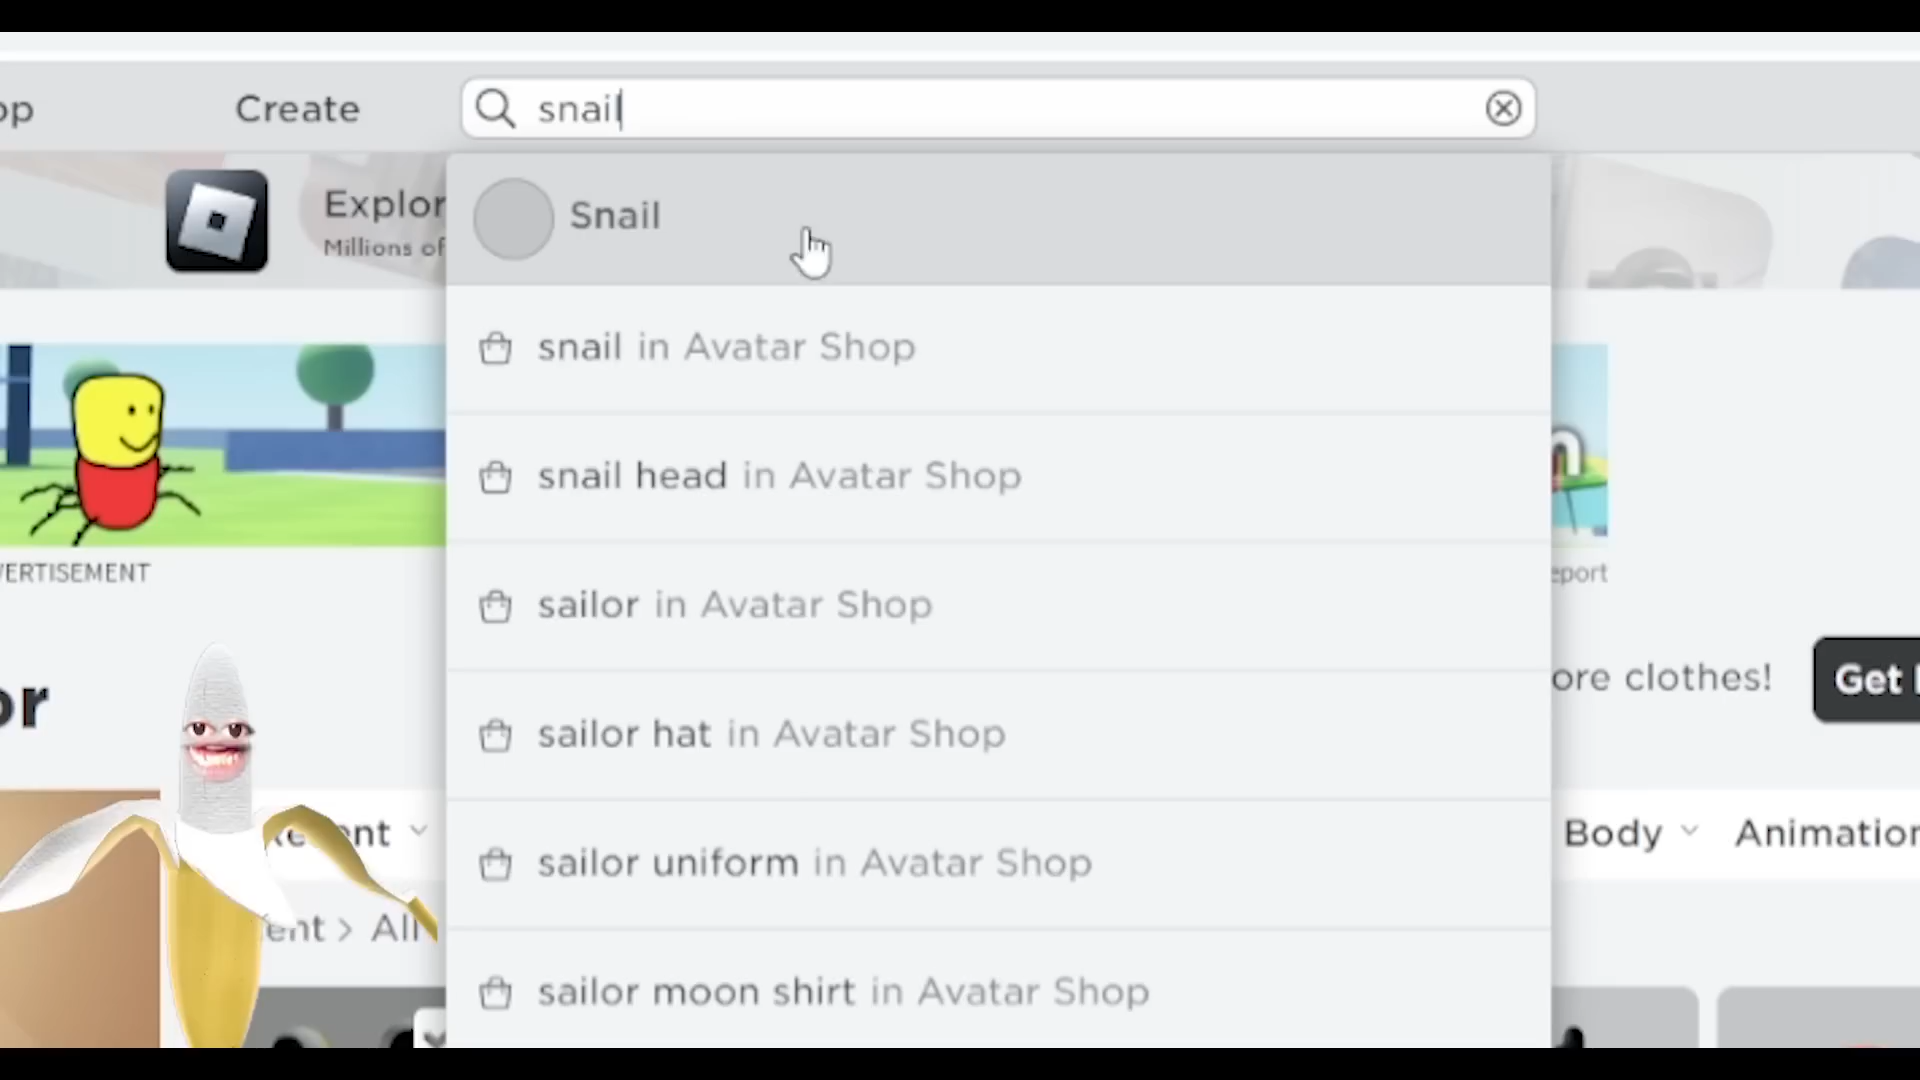 op
Create
snail
Explor
Millions of
Snail
snail in Avatar Shop
snail head in Avatar Shop
n
VERTISEMENT
eport
sailor in Avatar Shop
or
ore clothes!
Get
sailor hat in Avatar Shop
ent
sailor uniform in Avatar Shop
Body
Animation
ent > All
sailor moon shirt in Avatar Shop